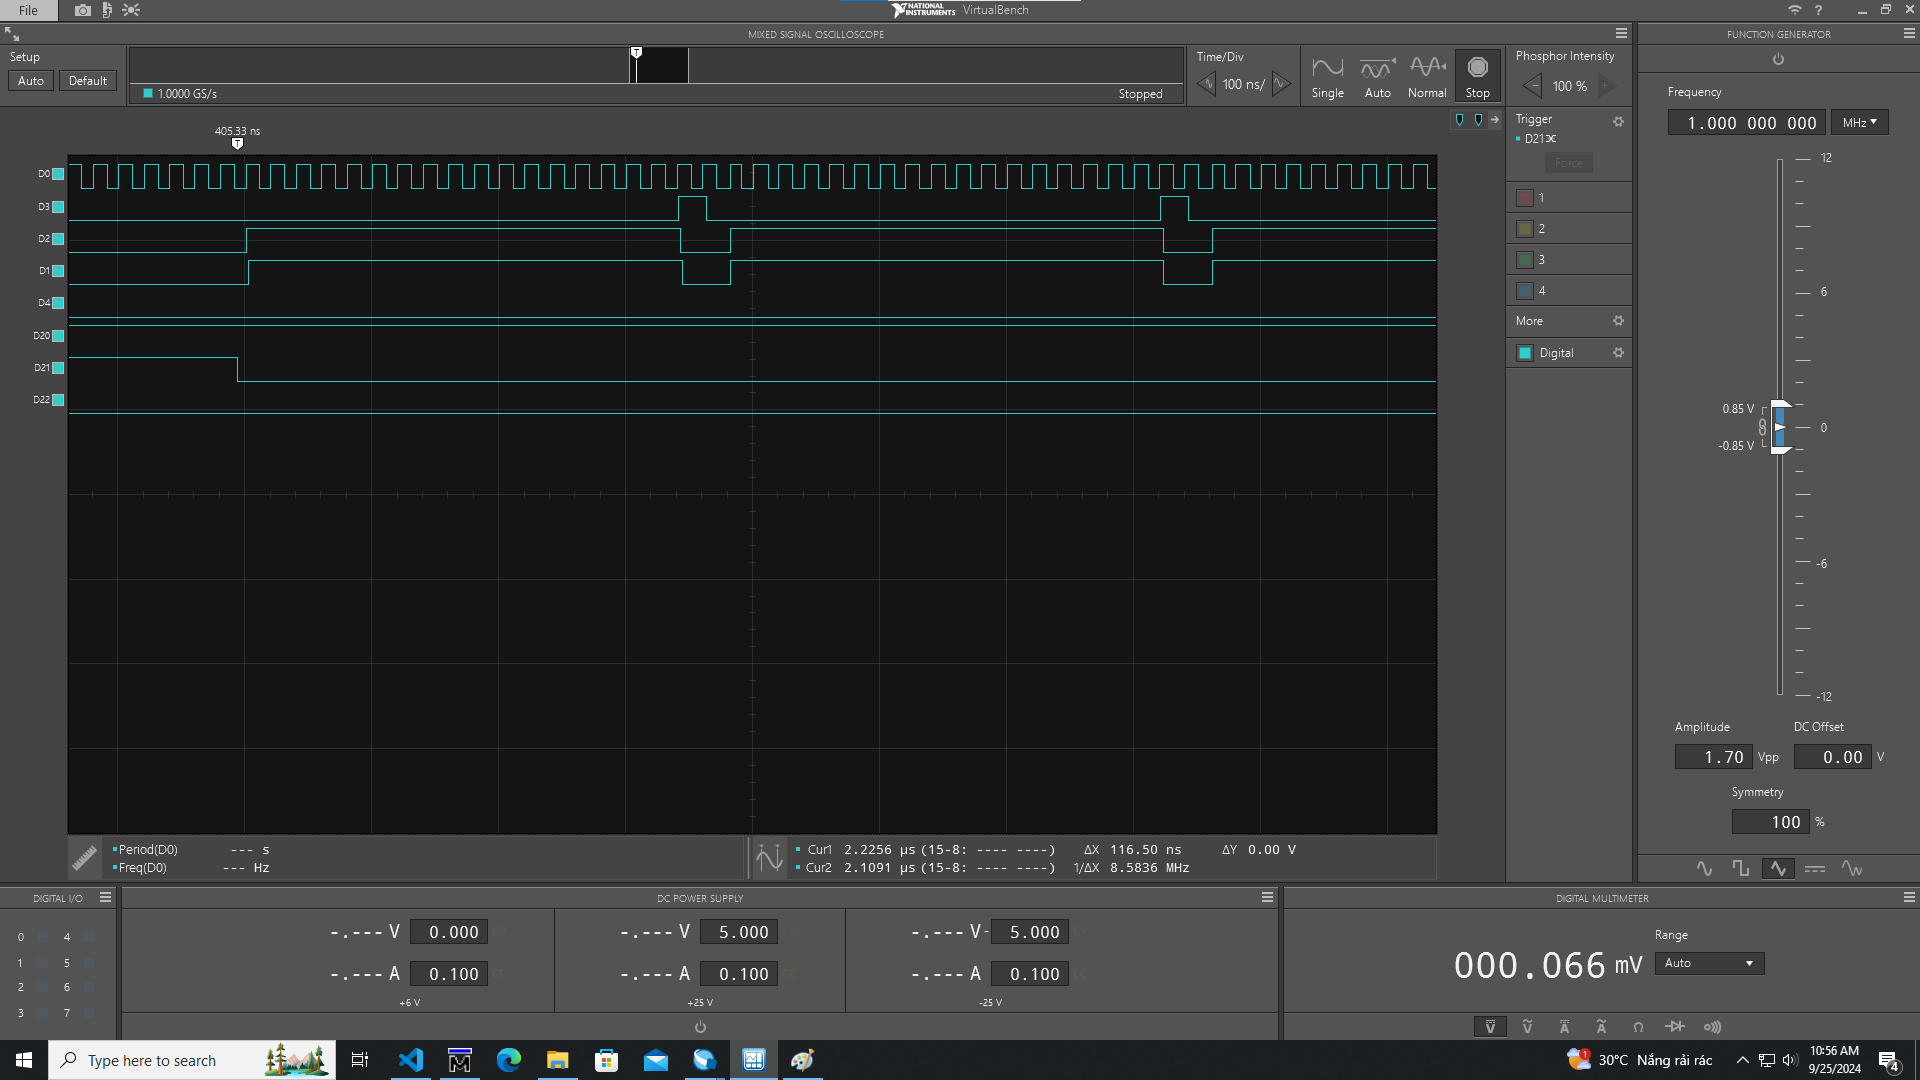 File
NATIONAL INSTRUMENTS VirtualBench
?
MIXED SIGNAL OSCILLOSCOPE
FUNCTION GENERATOR
Setup
Auto Default
T
1.0000 GS/s
Stopped
Time/Div
100 ns/
Single Auto Normal Stop
Phosphor Intensity
100 %
405.33 ns
T
D0
D3
D2
D1
D4
D20
D21
D22
Trigger
D21
Force
1
2
3
4
More
Digital
Frequency
1.000 000 000 MHz
12
6
0.85 V
0
-0.85 V
-6
-12
Amplitude DC Offset
1.70 Vpp 0.00 V
Symmetry
100 %
Period(D0) --- s
Freq(D0) --- Hz
Cur1 2.2256 µs (15-8: ---- ----) ΔX 116.50 ns ΔY 0.00 V
Cur2 2.1091 µs (15-8: ---- ----) 1/ΔX 8.5836 MHz
DIGITAL I/O
0 4
1 5
2 6
3 7
DC POWER SUPPLY
-.--- V 0.000 -.--- V 5.000 -.--- V - 5.000
-.--- A 0.100 -.--- A 0.100 -.--- A 0.100
+6 V +25 V -25 V
DIGITAL MULTIMETER
000.066 mV
Range
Auto
V V A A Ω
Type here to search
1
30°C Nắng rải rác
10:56 AM
9/25/2024
4